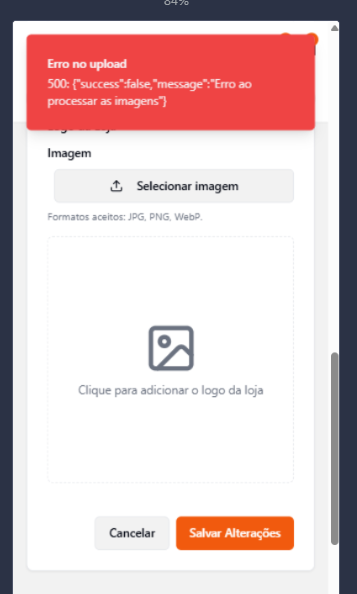 84%
Erro no upload
500: {"success":false,"message":"Erro ao
processar as imagens"}
Imagem
Selecionar imagem
Formatos aceitos: JPG, PNG, WebP.
Clique para adicionar o logo da loja
Cancelar
Salvar Alterações